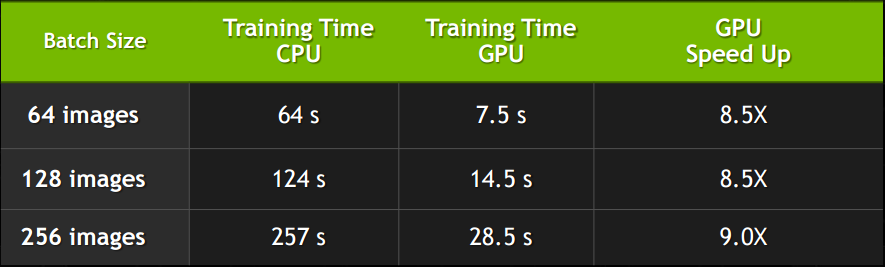 Batch Size Training Time CPU Training Time GPU GPU Speed Up
64 images 64 s 7.5 s 8.5X
128 images 124 s 14.5 s 8.5X
256 images 257 s 28.5 s 9.0X